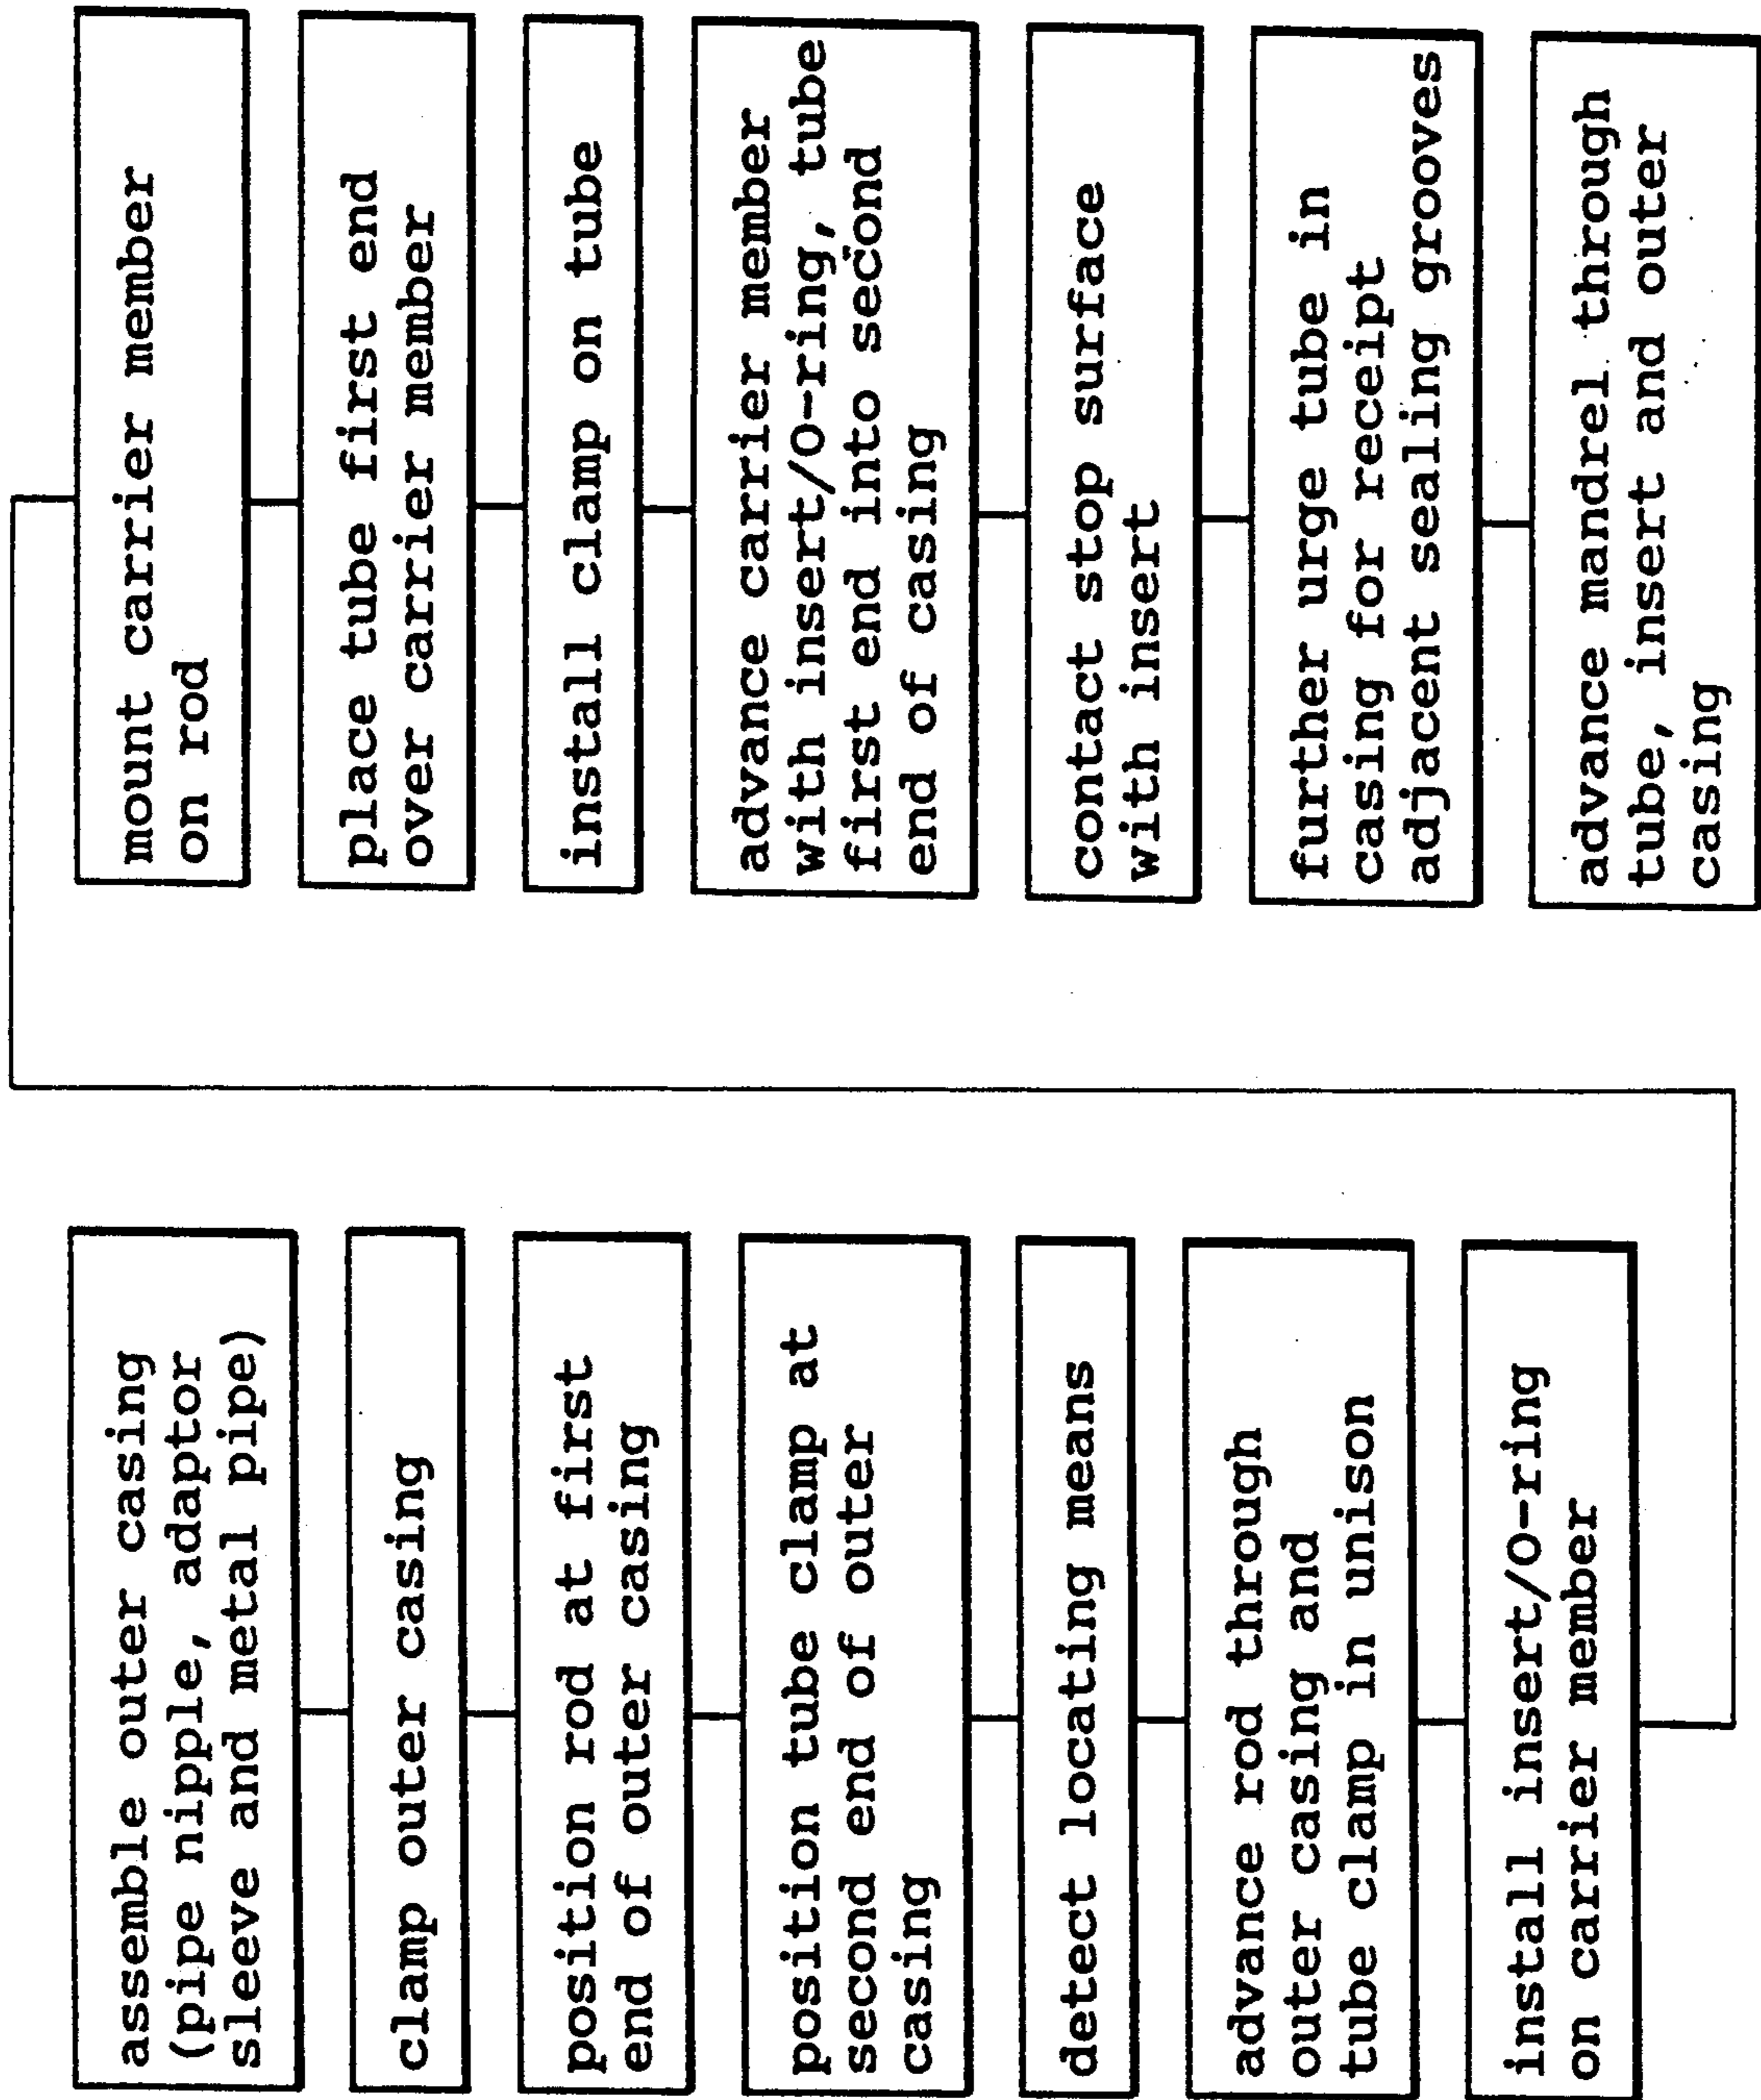 assemble outer casing
(pipe nipple, adaptor
sleeve and metal pipe)
clamp outer casing
position rod at first
end of outer casing
position tube clamp at
second end of outer
casing
detect locating means
advance rod through
outer casing and
tube clamp in unison
install insert/O-ring
on carrier member
mount carrier member
on rod
place tube first end
over carrier member
install clamp on tube
advance carrier member
with insert/O-ring, tube
first end into second
end of casing
contact stop surface
with insert
further urge tube in
casing for receipt
adjacent sealing grooves
advance mandrel through
tube, insert and outer
casing